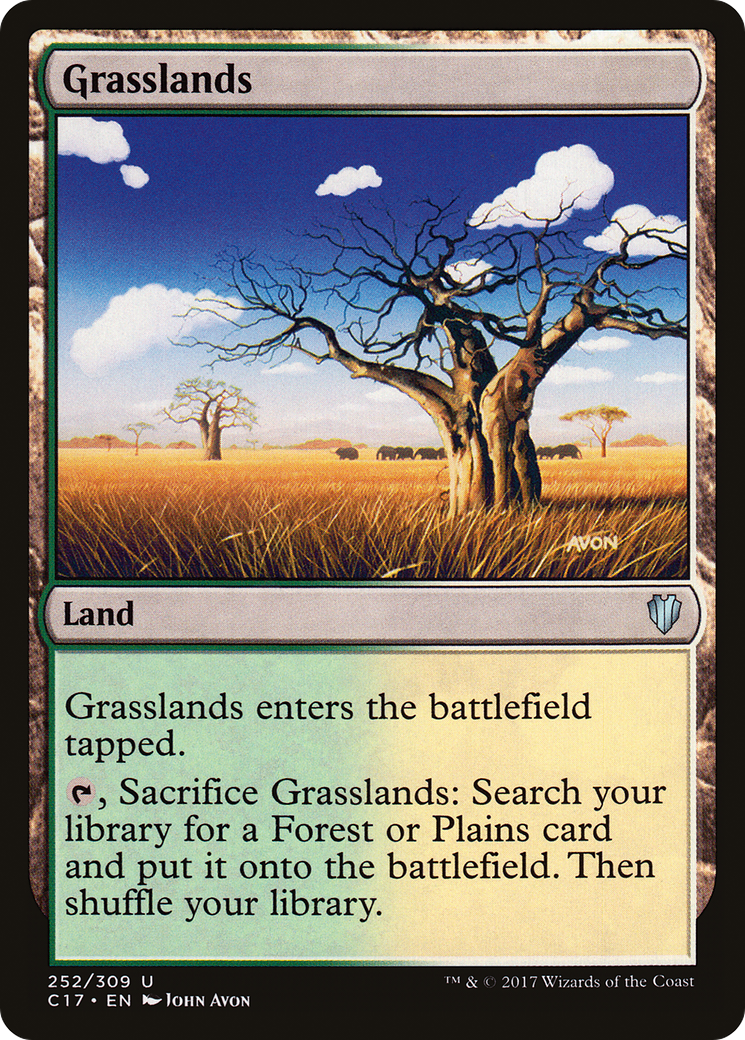 Grasslands
AVON
Land
Grasslands enters the battlefield
tapped.
, Sacrifice Grasslands: Search your
library for a Forest or Plains card
and put it onto the battlefield. Then
shuffle your library.
252/309 U
™ & © 2017 Wizards of the Coast
C17 • EN John Avon